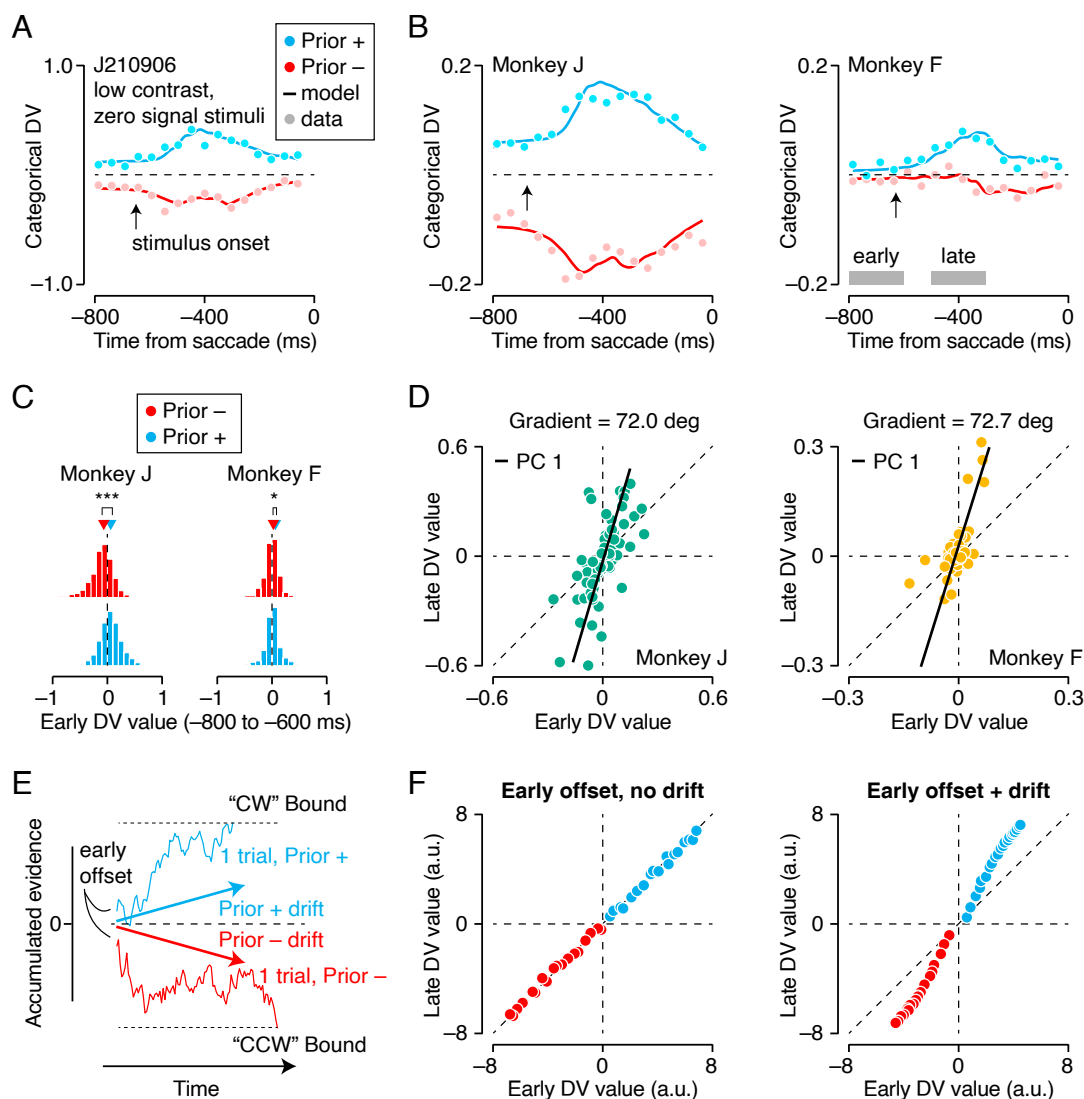 A
J210906
low contrast,
zero signal stimuli
Prior +
Prior –
model
data
1.0
Categorical DV
–1.0
stimulus onset
–800
–400
0
Time from saccade (ms)
B
Monkey J
0.2
Categorical DV
–0.2
–800
–400
0
Time from saccade (ms)
Monkey F
0.2
–0.2
early
late
–800
–400
0
Time from saccade (ms)
C
Prior –
Prior +
Monkey J
Monkey F
***
*
–1
0
1
–1
0
1
Early DV value (–800 to –600 ms)
D
Gradient = 72.0 deg
PC 1
0.6
Late DV value
0
–0.6
Monkey J
–0.6
0
0.6
Early DV value
Gradient = 72.7 deg
PC 1
0.3
Late DV value
0
–0.3
Monkey F
–0.3
0
0.3
Early DV value
E
“CW” Bound
early
offset
1 trial, Prior +
Prior + drift
0
Prior – drift
1 trial, Prior –
Accumulated evidence
“CCW” Bound
Time
F
Early offset, no drift
8
Late DV value (a.u.)
0
–8
–8
0
8
Early DV value (a.u.)
Early offset + drift
8
Late DV value (a.u.)
0
–8
–8
0
8
Early DV value (a.u.)